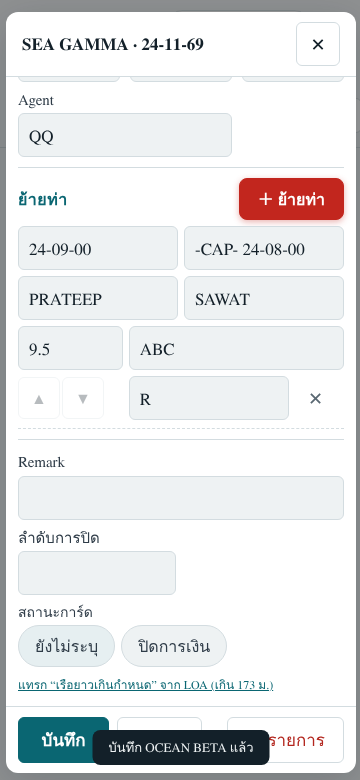 SEA GAMMA · 24-11-69 ✕
Agent
QQ
ย้ายท่า
+ ย้ายท่า
24-09-00 -CAP- 24-08-00
PRATEEP SAWAT
9.5 ABC
▲ ▼ R ✕
Remark
ลำดับการปิด
สถานะการ์ด
ยังไม่ระบุ ปิดการเงิน
แทรก “เรือยาวเกินกำหนด” จาก LOA (เกิน 173 ม.)
บันทึก รายการ
บันทึก OCEAN BETA แล้ว